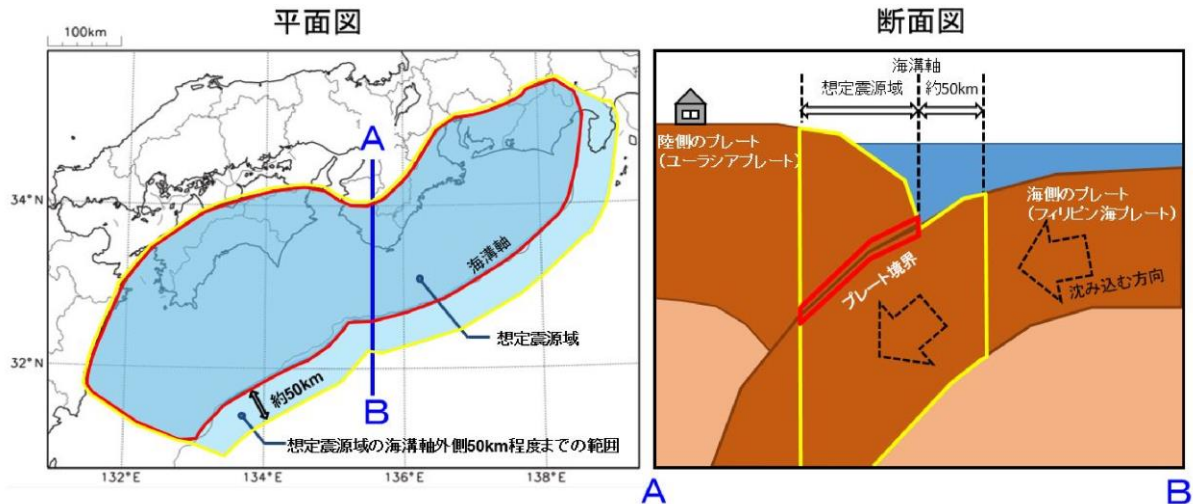 平面図
100km
A
34°N
海溝軸
想定震源域
32°N
約50km
B
想定震源域の海溝軸外側50km程度までの範囲
132°E
134°E
136°E
138°E
断面図
海溝軸
想定震源域
約50km
陸側のプレート
(ユーラシアプレート)
海側のプレート
(フィリピン海プレート)
プレート境界
沈み込む方向
A
B